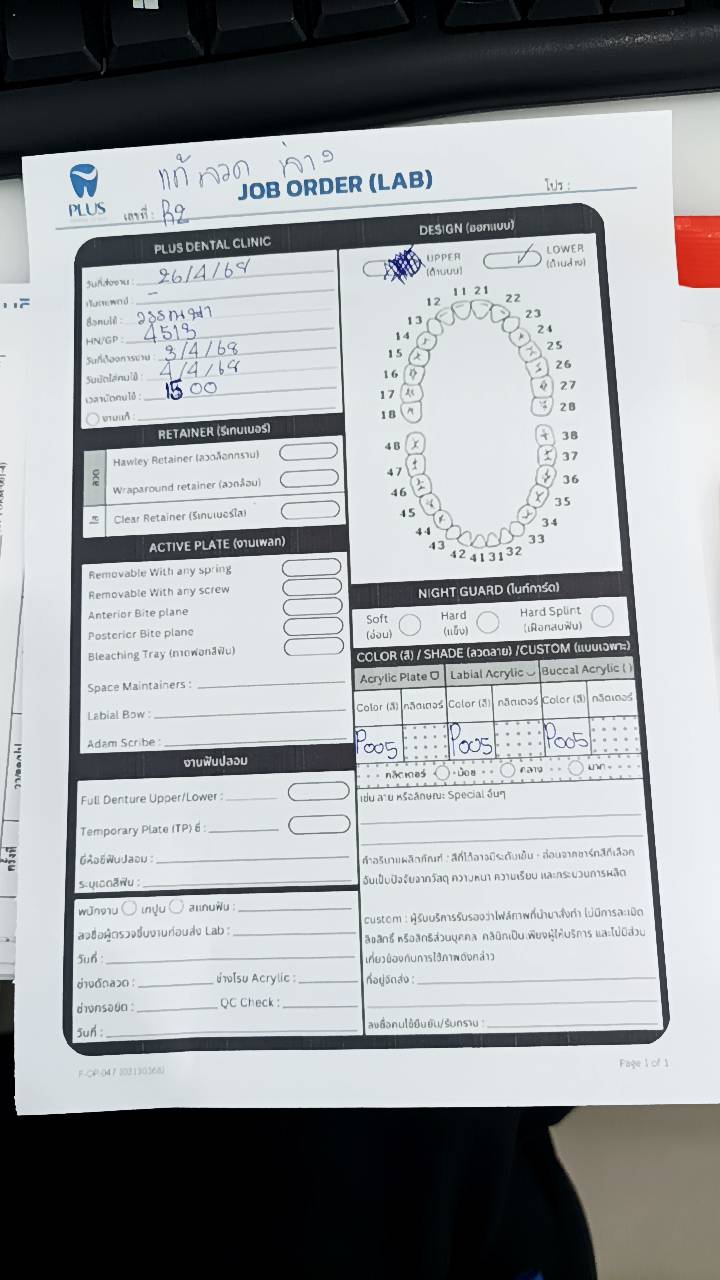 แก้ ลวด ล่าง
PLUS
JOB ORDER (LAB)
เลขที่ : R2
โปร :
PLUS DENTAL CLINIC
วันที่ส่งงาน : 26/4/68
ทันตแพทย์ : -
ชื่อคนไข้ :
HN/GP : 4513
วันที่ต้องการงาน : 3/4/68
วันนัดใส่คนไข้ : 4/4/68
เวลานัดคนไข้ : 1500
งานแก้ :
RETAINER (รีเทนเนอร์)
ลวด
Hawley Retainer (ลวดล็อกกราม)
Wraparound retainer (ลวดล้อม)
ใส
Clear Retainer (รีเทนเนอร์ใส)
ACTIVE PLATE (งานเพลท)
Removable With any spring
Removable With any screw
Anterior Bite plane
Posterior Bite plane
Bleaching Tray (ถาดฟอกสีฟัน)
Space Maintainers :
Labial Bow :
Adam Scribe :
งานฟันปลอม
Full Denture Upper/Lower :
Temporary Plate (TP) ซี่ :
ยี่ห้อซี่ฟันปลอม :
ระบุเฉดสีฟัน :
พนักงาน เทปูน สแกนฟัน :
ลงชื่อผู้ตรวจชิ้นงานก่อนส่ง Lab :
วันที่ :
ช่างดัดลวด : ช่างโรย Acrylic :
ช่างกรอขัด : QC Check :
วันที่ :
DESIGN (ออกแบบ)
UPPER
(ด้านบน)
LOWER
(ด้านล่าง)
11 21
12 22
13 23
14 24
15 25
16 26
17 27
18 28
48 38
47 37
46 36
45 35
44 34
43 33
42 41 31 32
NIGHT GUARD (ไนท์การ์ด)
Soft
(อ่อน)
Hard
(แข็ง)
Hard Splint
(เฝือกสบฟัน)
COLOR (สี) / SHADE (ลวดลาย) /CUSTOM (แบบเฉพาะ)
Acrylic Plate Labial Acrylic Buccal Acrylic ( )
Color (สี) กลิตเตอร์ Color (สี) กลิตเตอร์ Color (สี) กลิตเตอร์
P005 P005 P005
กลิตเตอร์ น้อย กลาง มาก
เช่น ลาย หรือลักษณะ Special อื่นๆ
คำอธิบายผลิตภัณฑ์ : สีที่ได้อาจมีระดับเข้ม - อ่อนจากชาร์ทสีที่เลือก
อันเป็นปัจจัยจากวัสดุ ความหนา ความเรียบ และกระบวนการผลิต
custom : ผู้รับบริการรับรองว่าไฟล์ภาพที่นำมาสั่งทำ ไม่มีการละเมิด
ลิขสิทธิ์ หรือสิทธิส่วนบุคคล คลินิกเป็นเพียงผู้ให้บริการ และไม่มีส่วน
เกี่ยวข้องกับการใช้ภาพดังกล่าว
ที่อยู่จัดส่ง :
ลงชื่อคนไข้ยืนยัน/รับทราบ :
Page 1 of 1